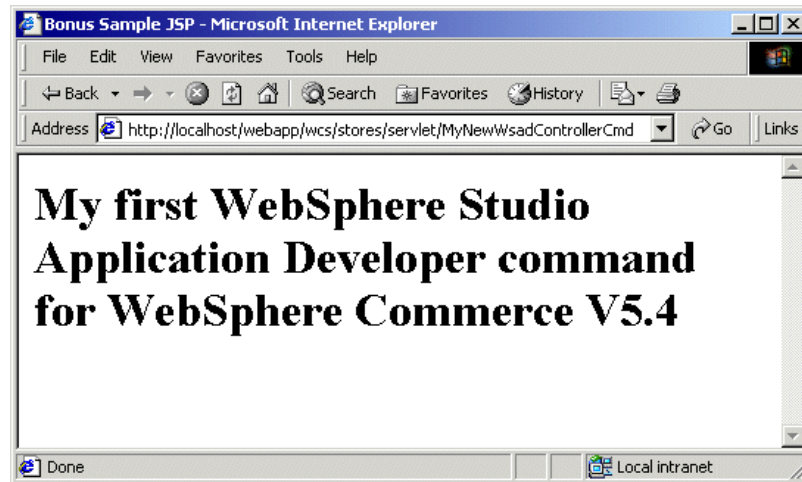 Bonus Sample JSP - Microsoft Internet Explorer
File Edit View Favorites Tools Help
Back Search Favorites History
Address http://localhost/webapp/wcs/stores/servlet/MyNewWsadControllerCmd Go Links
My first WebSphere Studio
Application Developer command
for WebSphere Commerce V5.4
Done Local intranet